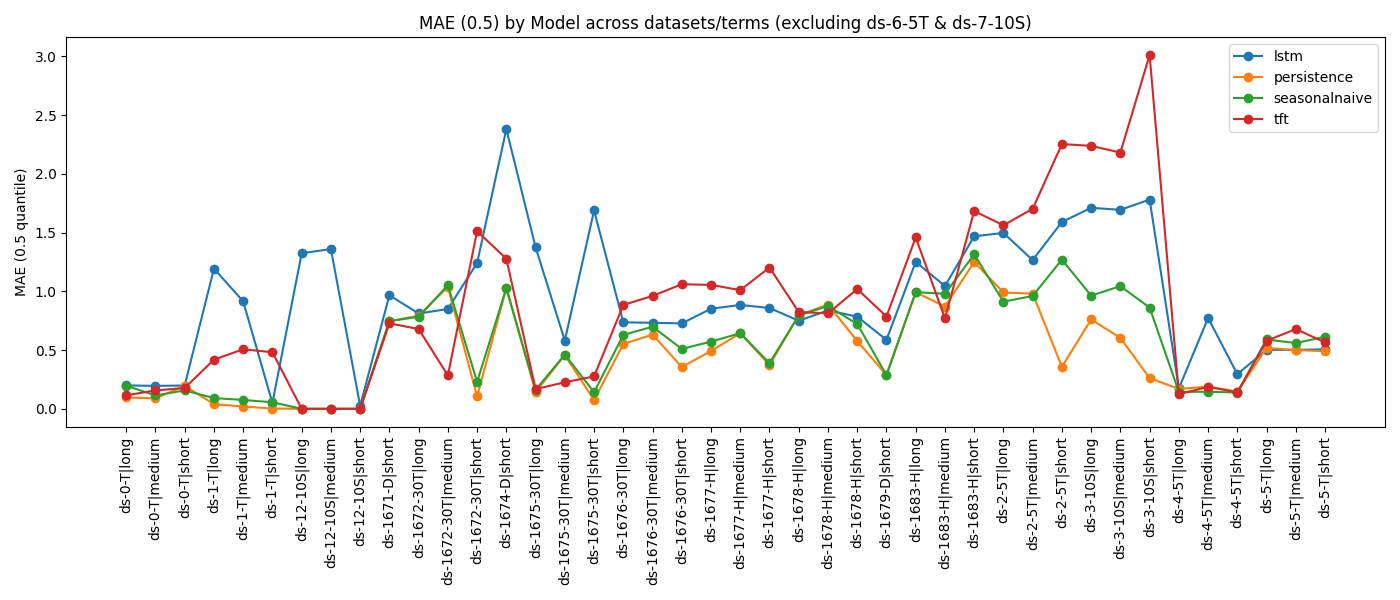 MAE (0.5) by Model across datasets/terms (excluding ds-6-5T & ds-7-10S)
MAE (0.5 quantile)
3.0
2.5
2.0
1.5
1.0
0.5
0.0
lstm
persistence
seasonalnaive
tft
ds-0-T|long
ds-0-T|medium
ds-0-T|short
ds-1-T|long
ds-1-T|medium
ds-1-T|short
ds-12-10S|long
ds-12-10S|medium
ds-12-10S|short
ds-1671-D|short
ds-1672-30T|long
ds-1672-30T|medium
ds-1672-30T|short
ds-1674-D|short
ds-1675-30T|long
ds-1675-30T|medium
ds-1675-30T|short
ds-1676-30T|long
ds-1676-30T|medium
ds-1676-30T|short
ds-1677-H|long
ds-1677-H|medium
ds-1677-H|short
ds-1678-H|long
ds-1678-H|medium
ds-1678-H|short
ds-1679-D|short
ds-1683-H|long
ds-1683-H|medium
ds-1683-H|short
ds-2-5T|long
ds-2-5T|medium
ds-2-5T|short
ds-3-10S|long
ds-3-10S|medium
ds-3-10S|short
ds-4-5T|long
ds-4-5T|medium
ds-4-5T|short
ds-5-T|long
ds-5-T|medium
ds-5-T|short